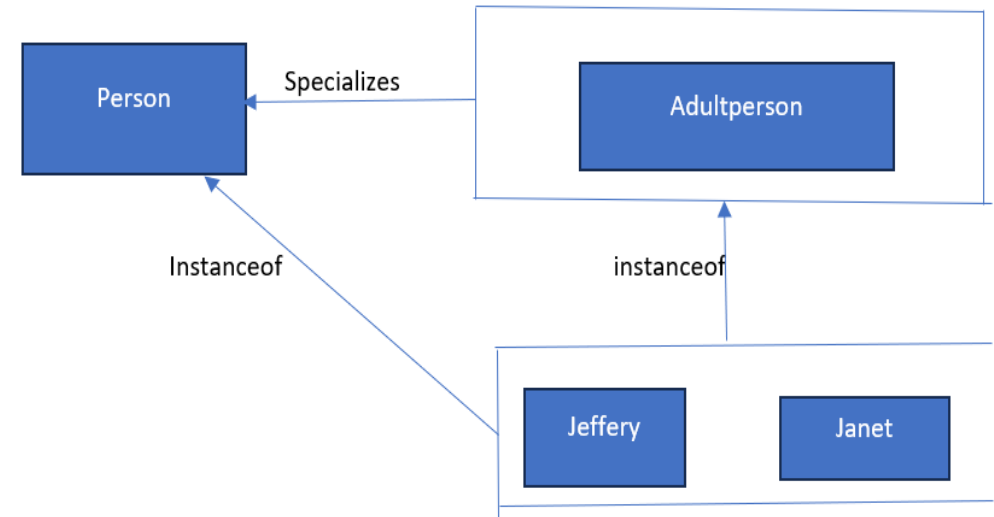 Person
Specializes
Adultperson
Instanceof
instanceof
Jeffery
Janet